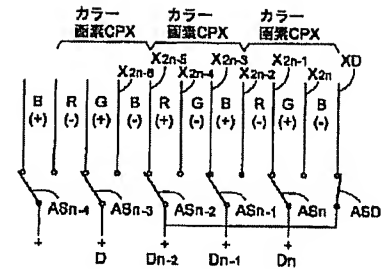 カラー カラー カラー
画素CPX 画素CPX 画素CPX
X2n-5 X2n-3 X2n-1 XD
X2n-6 X2n-4 X2n-2 X2n
B R G B R G B R G B
(+) (-) (+) (-) (+) (-) (+) (-) (+) (-)
ASn-4 ASn-3 ASn-2 ASn-1 ASn ASD
+ + + + +
D Dn-2 Dn-1 Dn